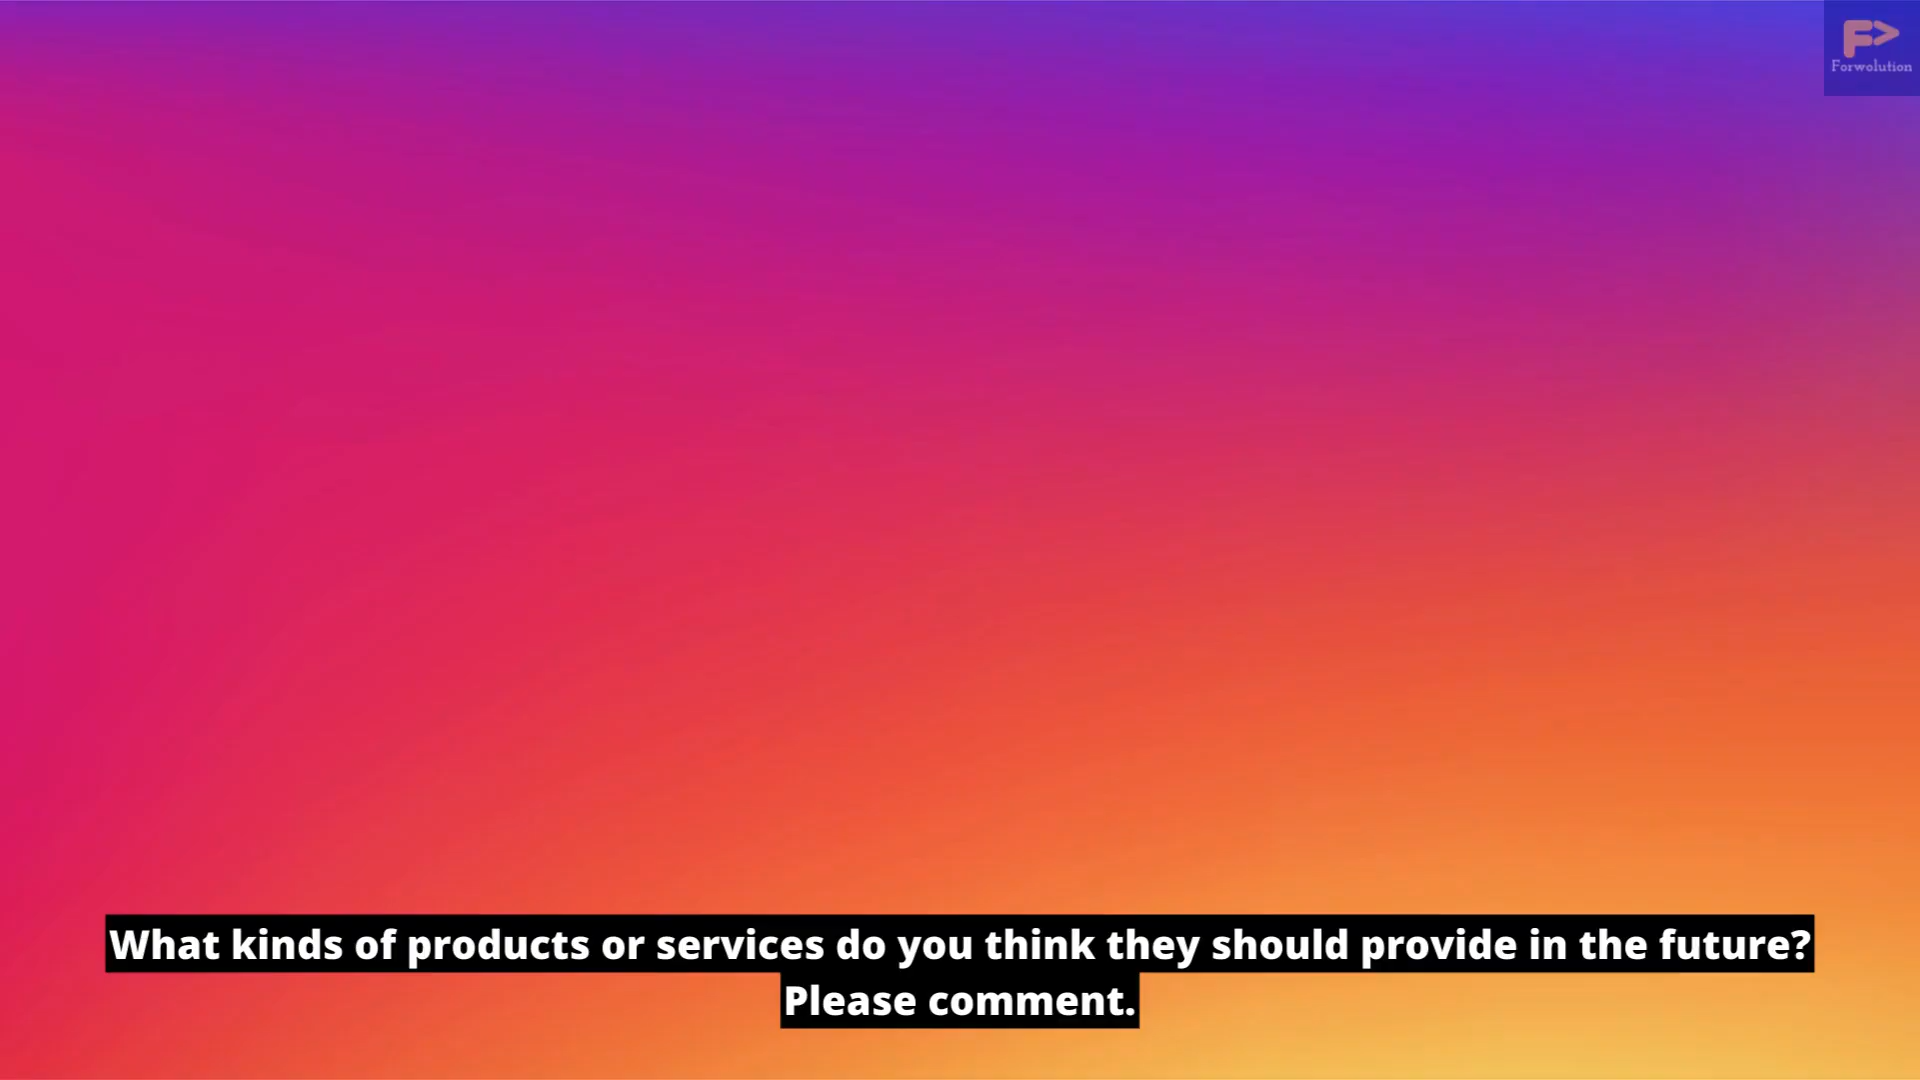 F>
Forwolution
What kinds of products or services do you think they should provide in the future?
Please comment.